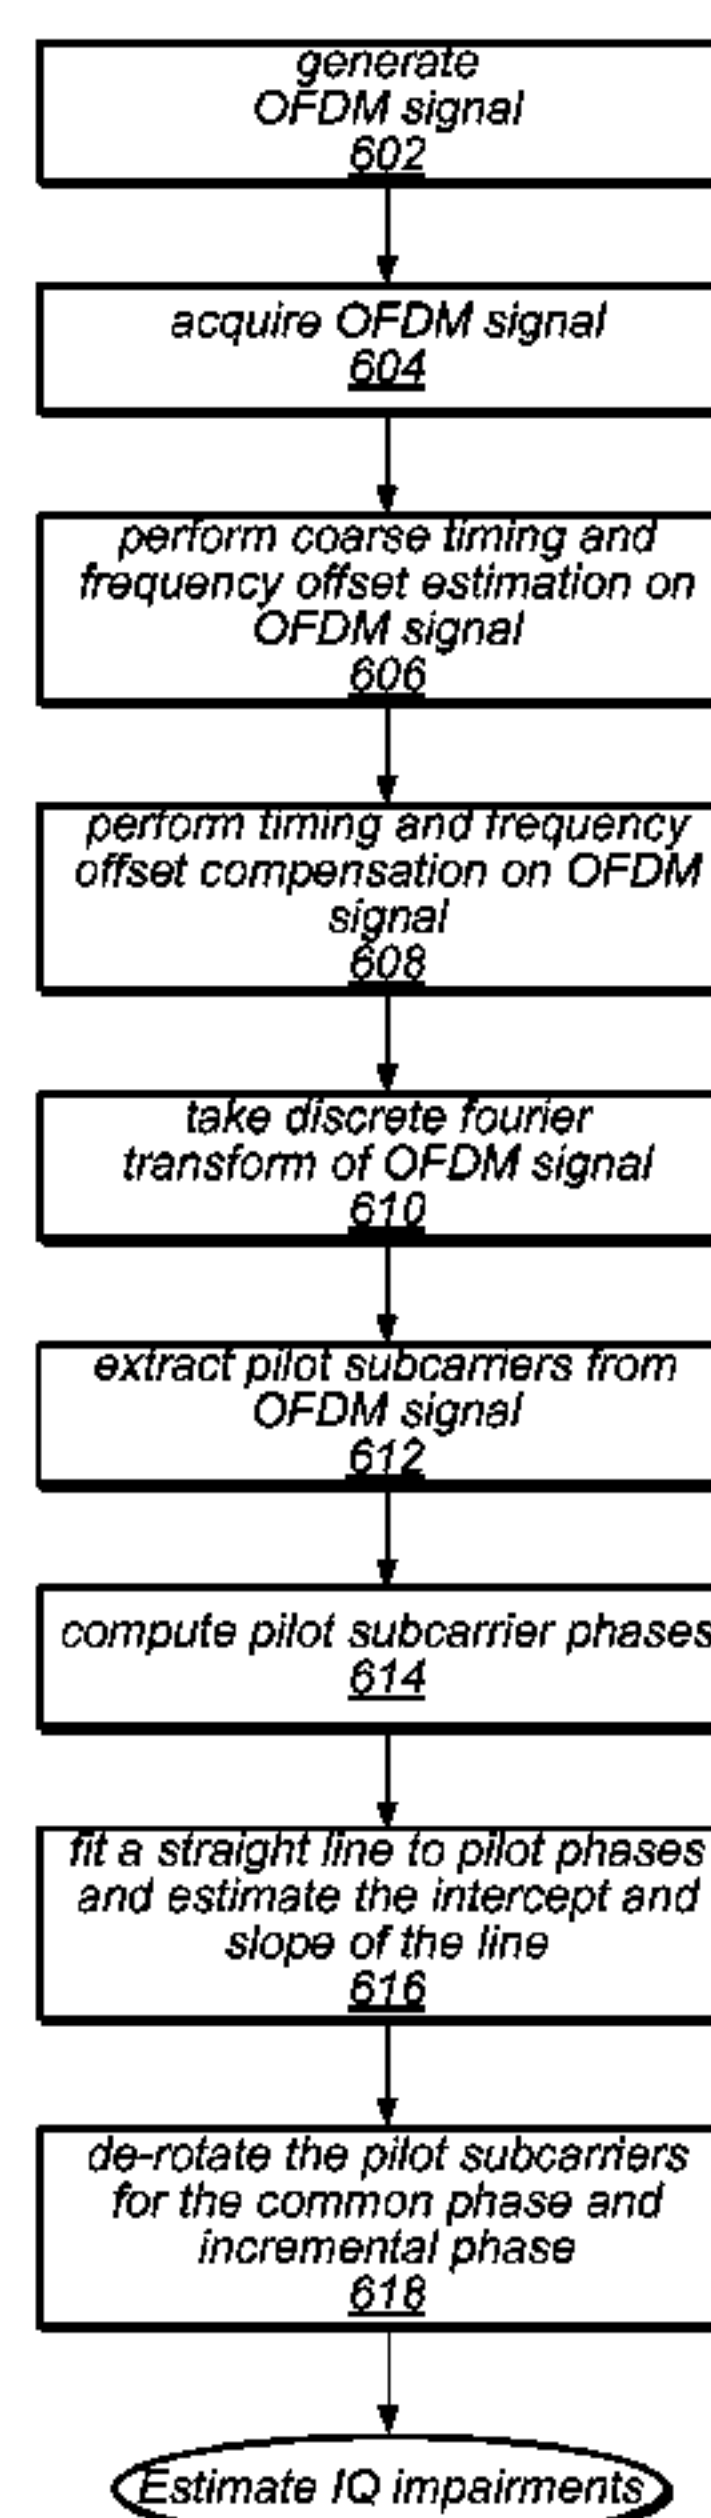 generate
OFDM signal
602
acquire OFDM signal
604
perform coarse timing and
frequency offset estimation on
OFDM signal
606
perform timing and frequency
offset compensation on OFDM
signal
608
take discrete fourier
transform of OFDM signal
610
extract pilot subcarriers from
OFDM signal
612
compute pilot subcarrier phases
614
fit a straight line to pilot phases
and estimate the intercept and
slope of the line
616
de-rotate the pilot subcarriers
for the common phase and
incremental phase
618
Estimate IQ impairments